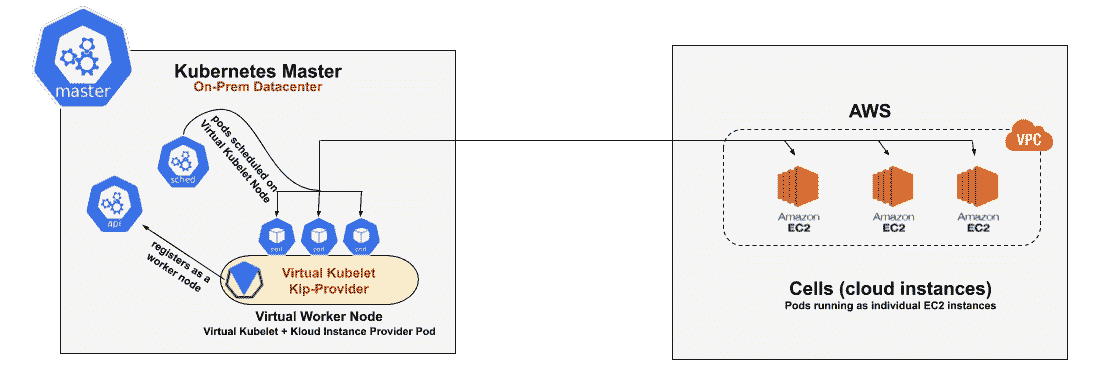 master
Kubernetes Master
On-Prem Datacenter
pods scheduled on
Virtual Kubelet Node
sched
api
registers as a
worker node
pod
pod
pod
Virtual Kubelet
Kip-Provider
Virtual Worker Node
Virtual Kubelet + Kloud Instance Provider Pod
AWS
VPC
Amazon
EC2
Amazon
EC2
Amazon
EC2
Cells (cloud instances)
Pods running as individual EC2 instances